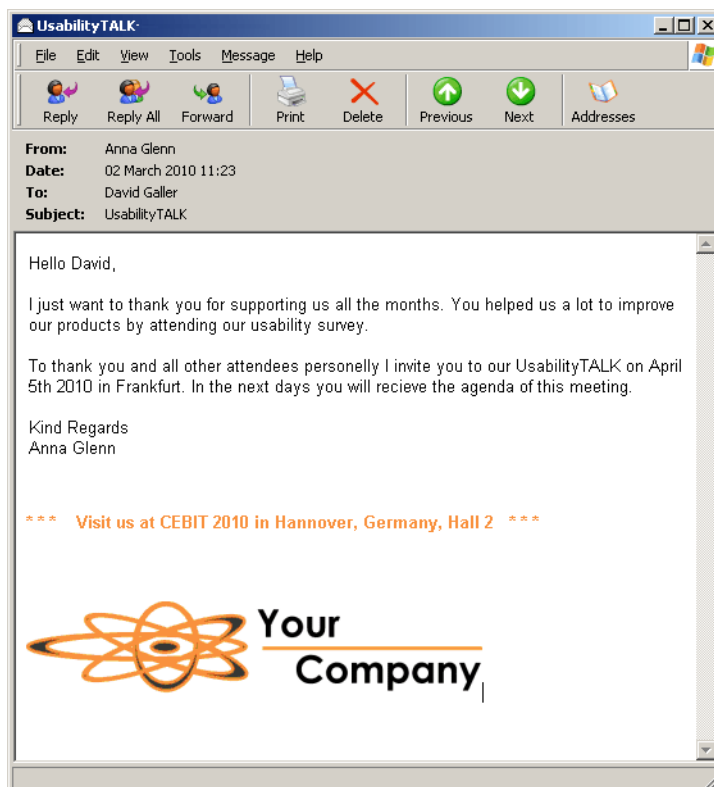 UsabilityTALK·
File Edit View Tools Message Help
Reply Reply All Forward Print Delete Previous Next Addresses
From: Anna Glenn
Date: 02 March 2010 11:23
To: David Galler
Subject: UsabilityTALK
Hello David,
I just want to thank you for supporting us all the months. You helped us a lot to improve
our products by attending our usability survey.
To thank you and all other attendees personelly I invite you to our UsabilityTALK on April
5th 2010 in Frankfurt. In the next days you will recieve the agenda of this meeting.
Kind Regards
Anna Glenn
*** Visit us at CEBIT 2010 in Hannover, Germany, Hall 2 ***
Your
Company